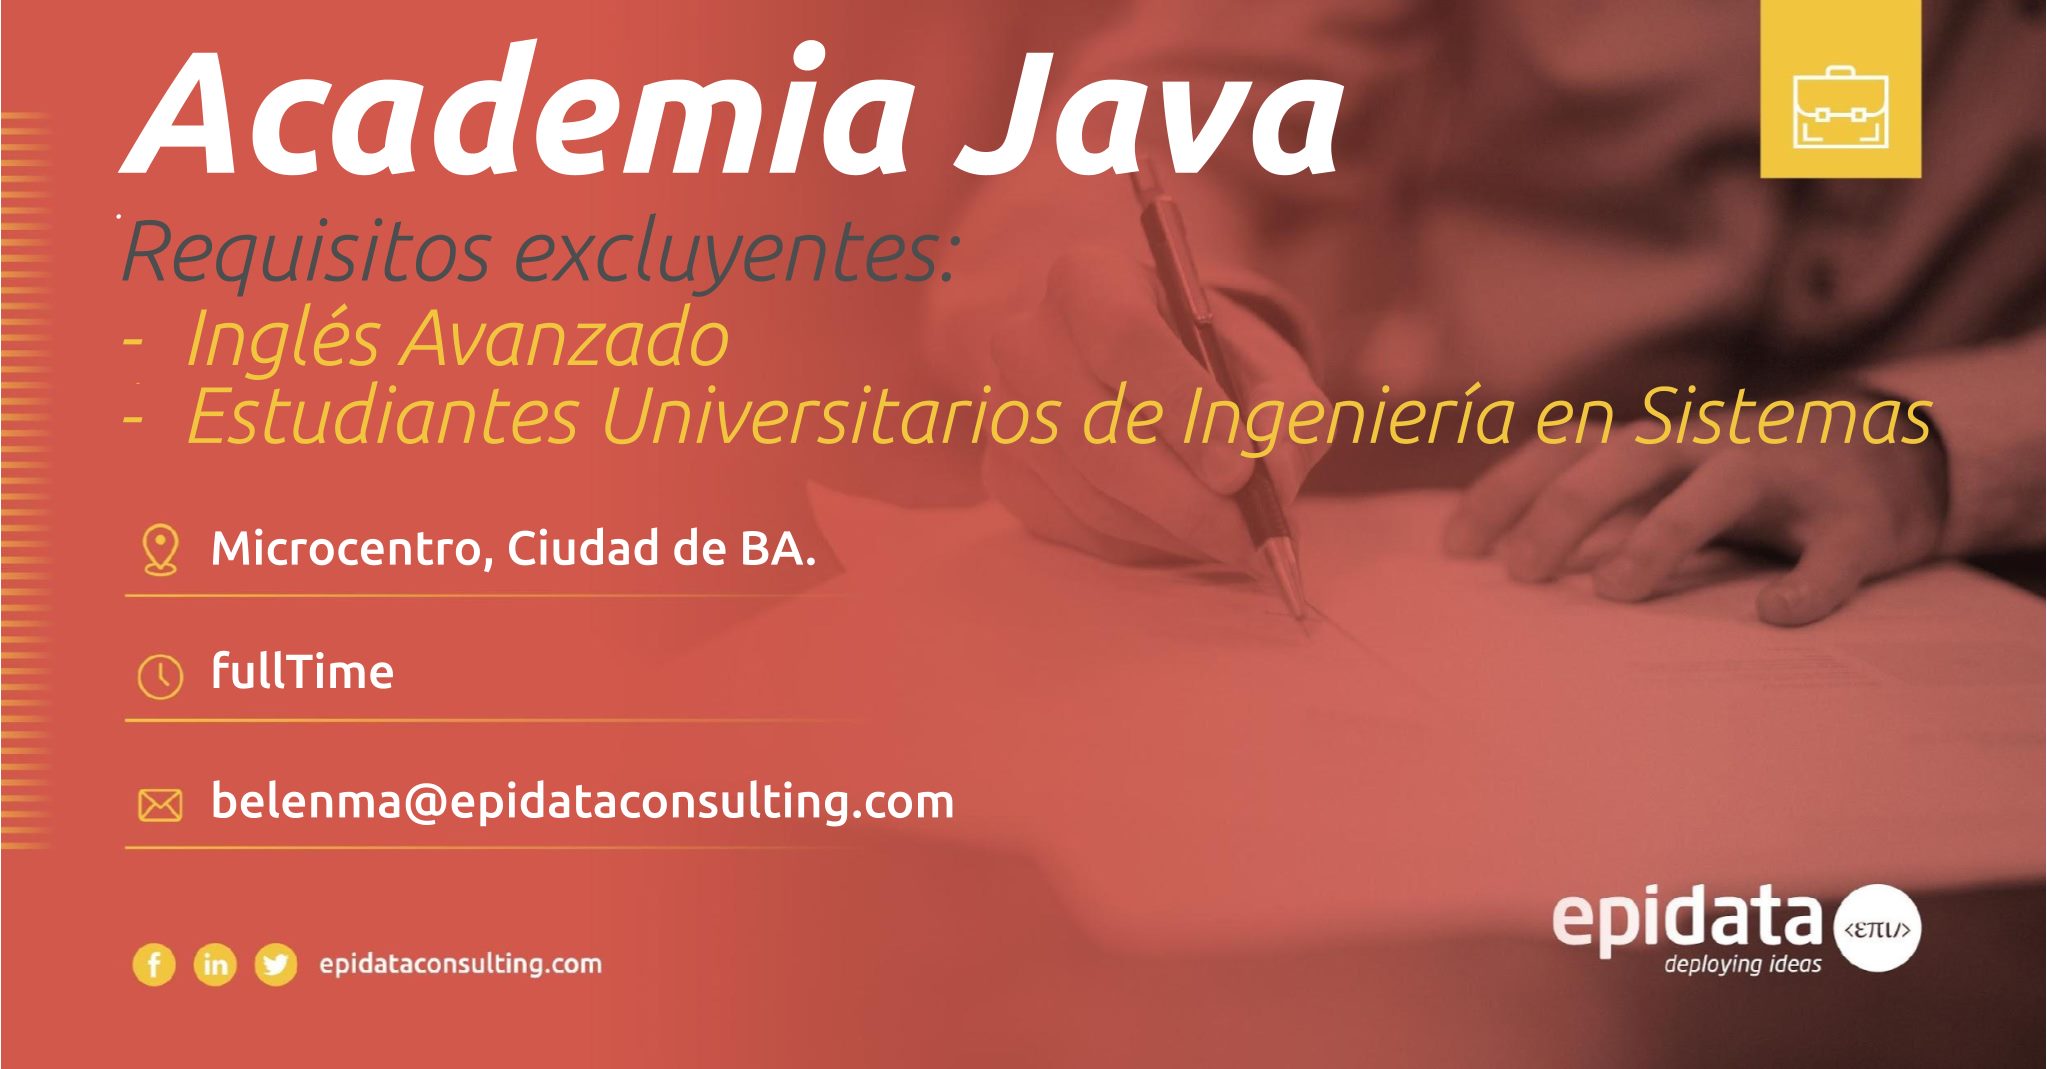 Academia Java
Requisitos excluyentes:
- Inglés Avanzado
- Estudiantes Universitarios de Ingeniería en Sistemas
Microcentro, Ciudad de BA.
fullTime
belenma@epidataconsulting.com
f in epidataconsulting.com
epidata <επι/>
deploying ideas